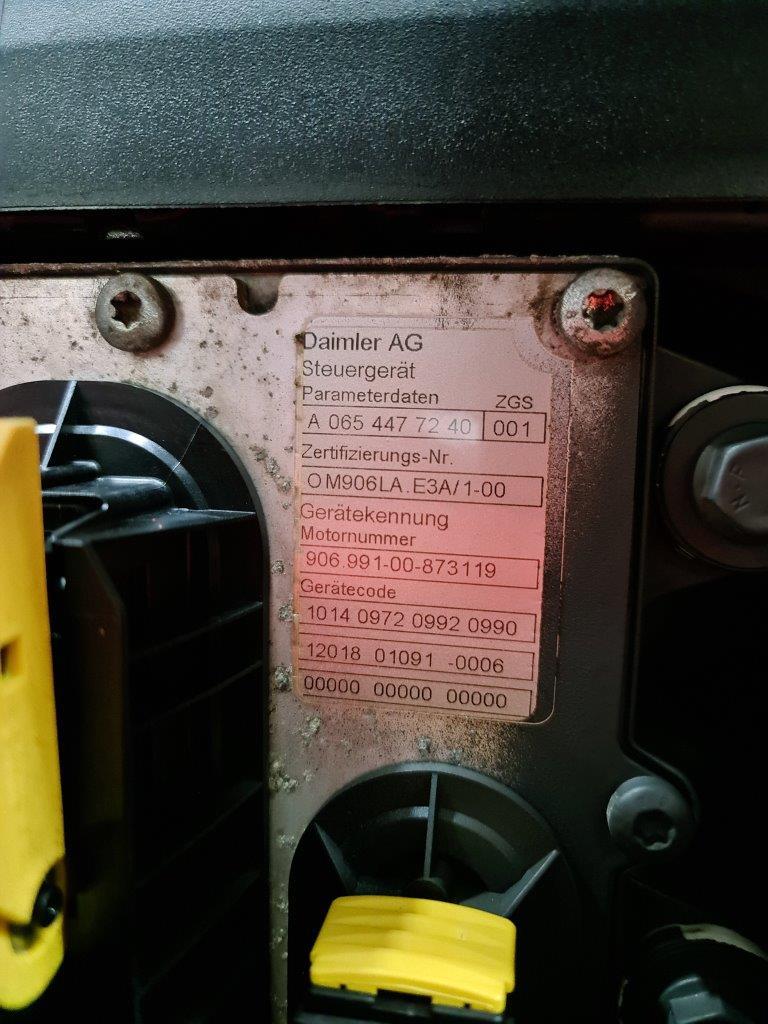 Daimler AG
Steuergerät
Parameterdaten ZGS
A 065 447 72 40 001
Zertifizierungs-Nr.
OM906LA.E3A/1-00
Gerätekennung
Motornummer
906.991-00-873119
Gerätecode
1014 0972 0992 0990
12018 01091 -0006
00000 00000 00000